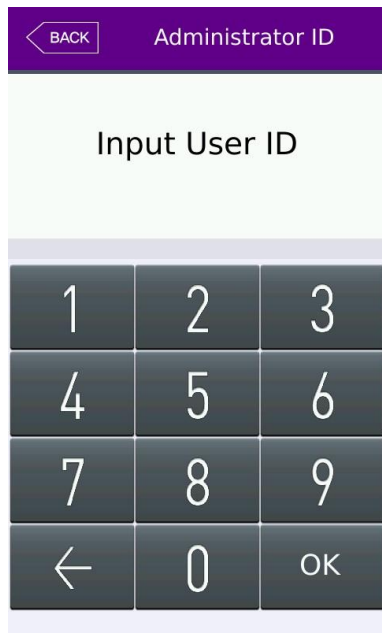 BACK Administrator ID
Input User ID
1 2 3
4 5 6
7 8 9
← 0 OK